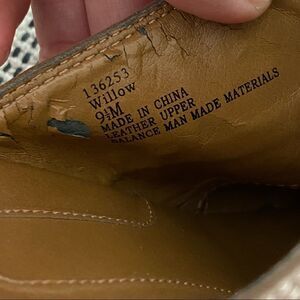 136253
Willow
9½M
MADE IN CHINA
LEATHER UPPER
BALANCE MAN MADE MATERIALS